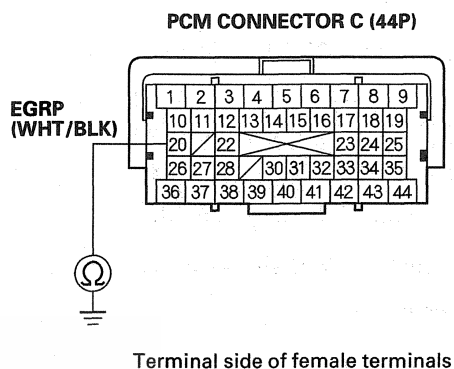 PCM CONNECTOR C (44P)
EGRP
(WHT/BLK)
1 2 3 4 5 6 7 8 9
10 11 12 13 14 15 16 17 18 19
20 22 23 24 25
26 27 28 30 31 32 33 34 35
36 37 38 39 40 41 42 43 44
Ω
Terminal side of female terminals